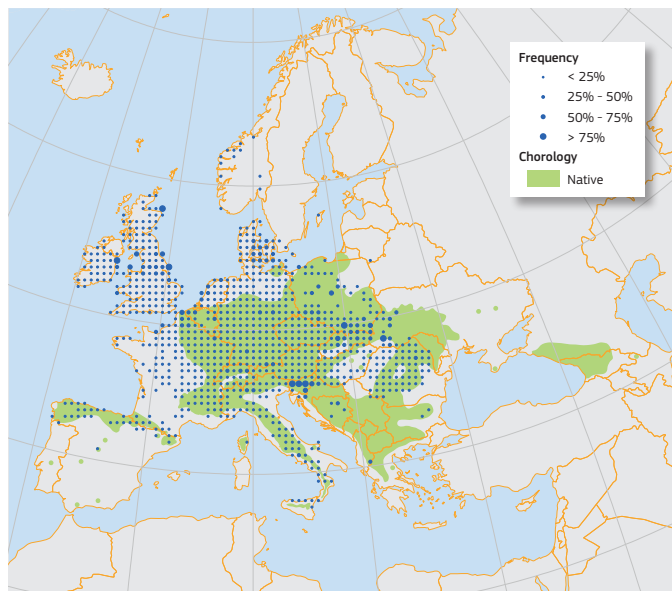 Frequency
< 25%
25% - 50%
50% - 75%
> 75%
Chorology
Native